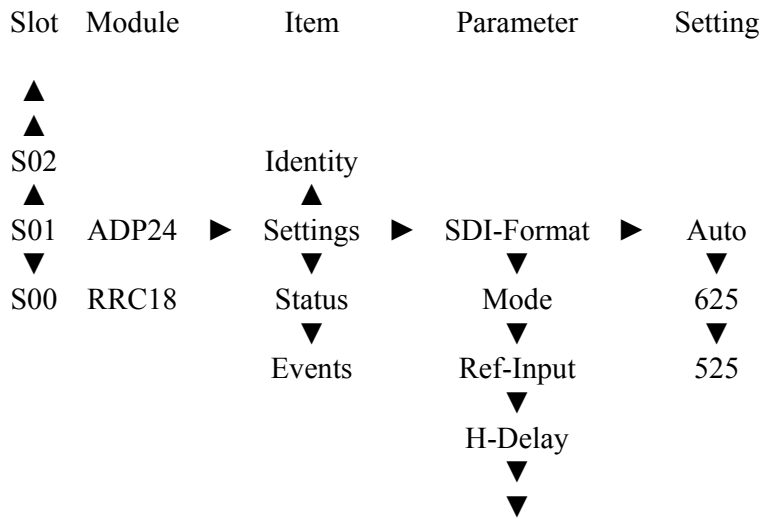 Slot Module Item Parameter Setting
▲
▲
S02 Identity
▲ ▲
S01 ADP24 ► Settings ► SDI-Format ► Auto
▼ ▼ ▼ ▼
S00 RRC18 Status Mode 625
▼ ▼ ▼
Events Ref-Input 525
▼
H-Delay
▼
▼